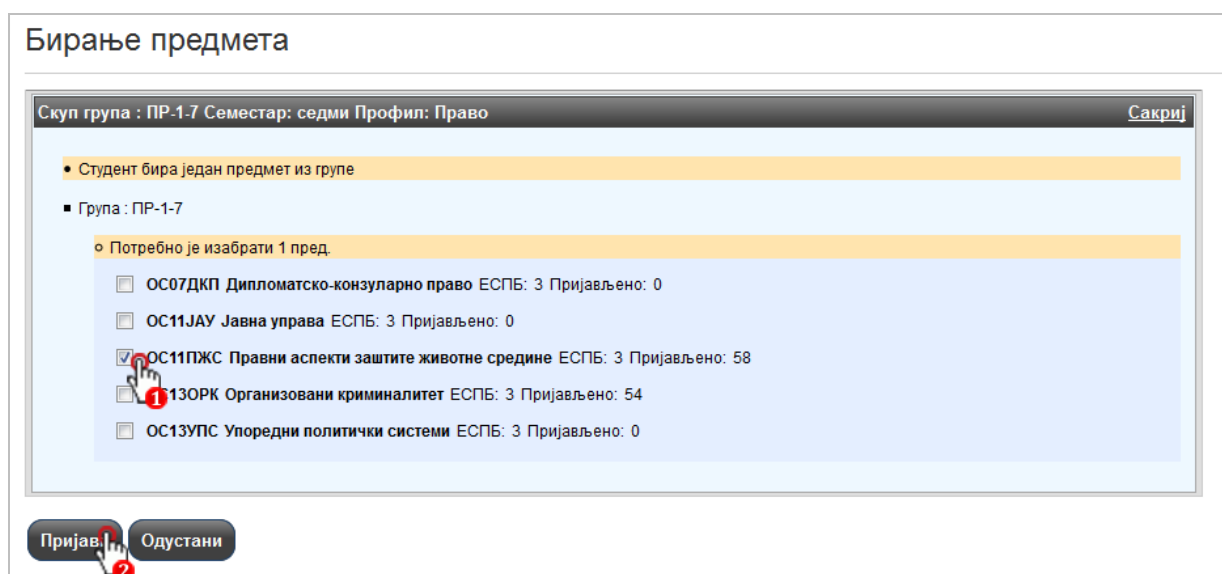 Бирање предмета
Скуп група : ПР-1-7 Семестар: седми Профил: Право Сакриј
Студент бира један предмет из групе
Група : ПР-1-7
Потребно је изабрати 1 пред.
ОС07ДКП Дипломатско-конзуларно право ЕСПБ: 3 Пријављено: 0
ОС11ЈАУ Јавна управа ЕСПБ: 3 Пријављено: 0
ОС11ПЖС Правни аспекти заштите животне средине ЕСПБ: 3 Пријављено: 58
1
Организовани криминалитет ЕСПБ: 3 Пријављено: 54
ОС13УПС Упоредни политички системи ЕСПБ: 3 Пријављено: 0
Одустани
2